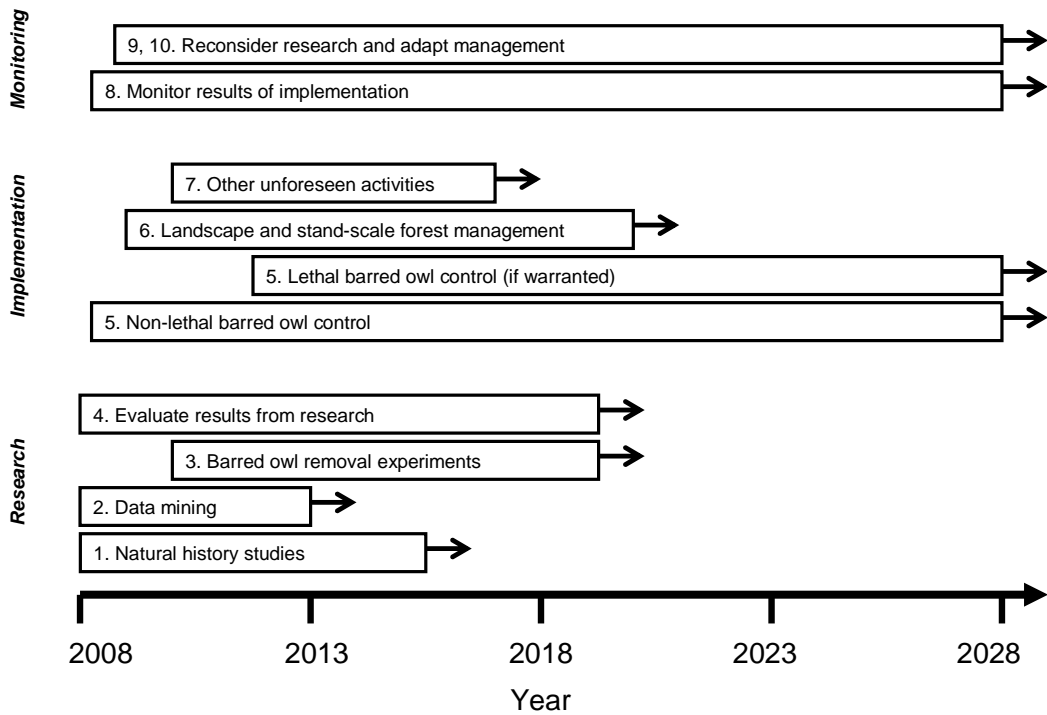 Monitoring
9, 10. Reconsider research and adapt management
8. Monitor results of implementation
Implementation
7. Other unforeseen activities
6. Landscape and stand-scale forest management
5. Lethal barred owl control (if warranted)
5. Non-lethal barred owl control
Research
4. Evaluate results from research
3. Barred owl removal experiments
2. Data mining
1. Natural history studies
2008 2013 2018 2023 2028
Year